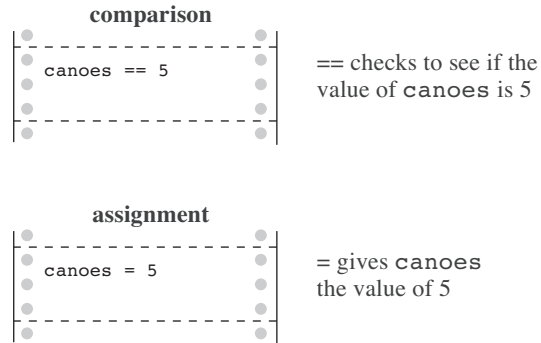 comparison
canoes == 5
== checks to see if the
value of canoes is 5
assignment
canoes = 5
= gives canoes
the value of 5